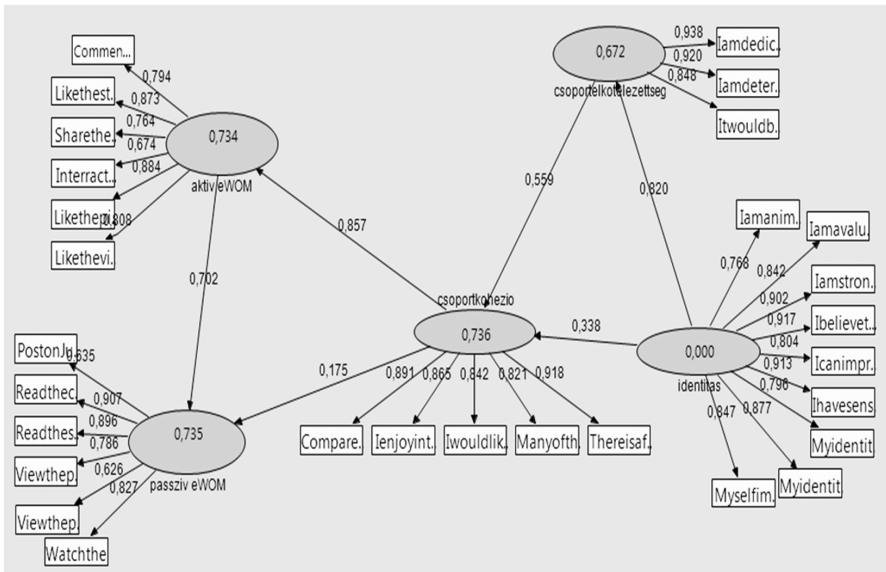 Commen...
0,794
Likethest.
0,873
Sharethe..
0,764
Interract...
0,674
Likethepi.
0,884
Likethevi.
0,808
0,734
aktiv eWOM
0,702
0,857
0,672
csoportelkotelezettseg
0,938
Iamdedic..
0,920
Iamdeter.
0,848
Itwouldb.
0,559
0,820
csoportkohezio
0,736
0,338
0,175
0,891
0,865
0,842
0,821
0,918
Compare.
Ienjoyint.
Iwouldlik.
Manyofth.
Thereisaf.
0,000
identitas
Iamanim.
0,768
Iamavalu.
0,842
Iamstron.
0,902
Ibelievet..
0,917
Icanimpr.
0,804
Ihavesens.
0,913
Myidentit.
0,796
Myidentit.
0,877
Myselfim.
0,847
PostonJu
0,635
Readthec.
0,907
Readthes.
0,896
Viewthep.
0,786
Viewthep.
0,626
Watchthe
0,827
0,735
passziv eWOM